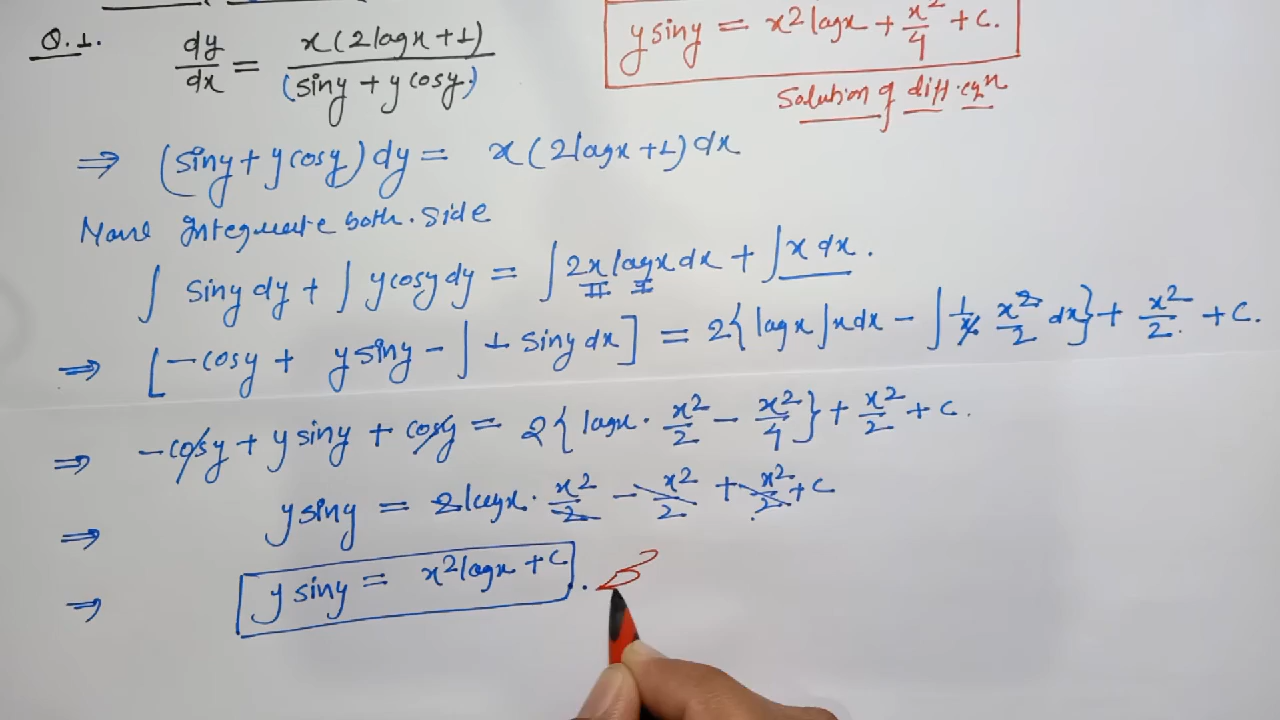 Q.1. dy/dx = x(2logx+1)/(siny + y cosy.)
y siny = x2 logx + x2/4 + c.
Solution of diff. eqn
⇒ (siny + y cosy) dy = x(2logx+1) dx
Now Integrate both. Side
∫ siny dy + ∫ y cosy dy = ∫ 2x logx dx + ∫ x dx.
II I
⇒ [-cosy + y siny - ∫ 1 siny dx] = 2{logx ∫xdx - ∫ 1/x x2/2 dx} + x2/2 + c.
⇒ -cosy + y siny + cosy = 2{logx. x2/2 - x2/4} + x2/2 + c.
⇒ y siny = 2logx. x2/2 - x2/2 + x2/2 + c
⇒ y siny = x2logx + c.